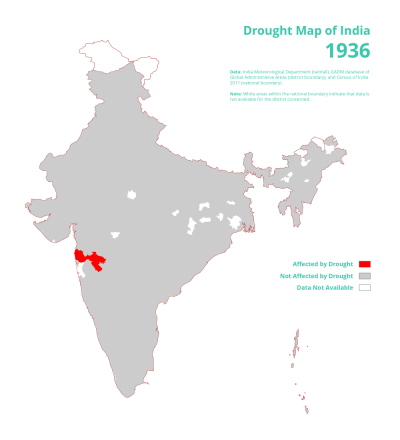 Drought Map of India
1936
Data: India Meteorological Department (rainfall), GADM database of
Global Administrative Areas (district boundary), and Census of India
2011 (national boundary).
Note: White areas within the national boundary indicate that data is
not available for the district concerned.
Affected by Drought
Not Affected by Drought
Data Not Available